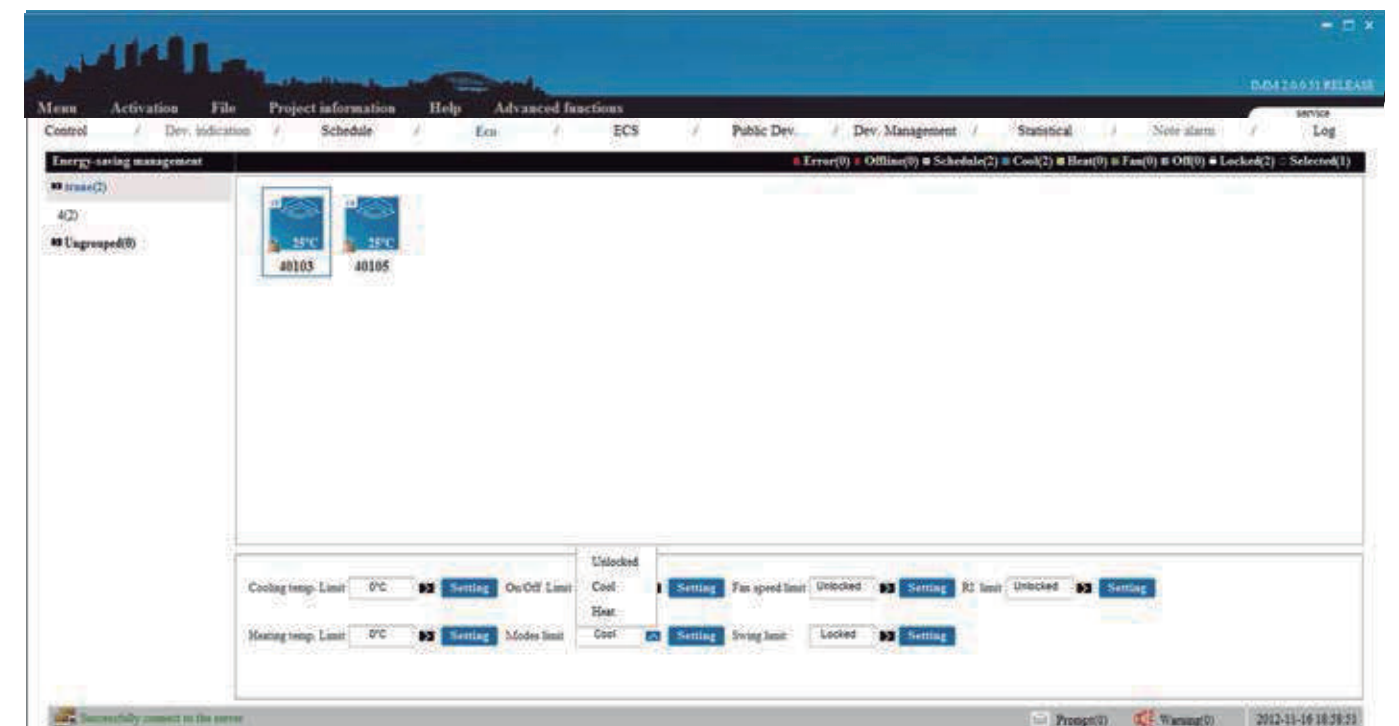 RELEASE
Menu Activation File Project information Help Advanced functions
service
Control / Dev. indication / Schedule / Eco / ECS / Public Dev. / Dev. Management / Statistical / Note alarm / Log
Energy-saving management Error(0) Offline(0) Schedule(2) Cool(2) Heat(0) Fan(0) Off(0) Locked(2) Selected(1)
4(2)
Ungrouped(0)
25°C 25°C
40103 40105
Unlocked
Cool
Heat
Cooling temp. Limit 0°C Setting On/Off Limit Setting Fan speed limit Unlocked Setting limit Unlocked Setting
Heating temp. Limit 0°C Setting Modes limit Cool Setting Swing limit Locked Setting
Successfully connect to the server Prompt(0) Warning(0) 2012-11-16 18:58:51